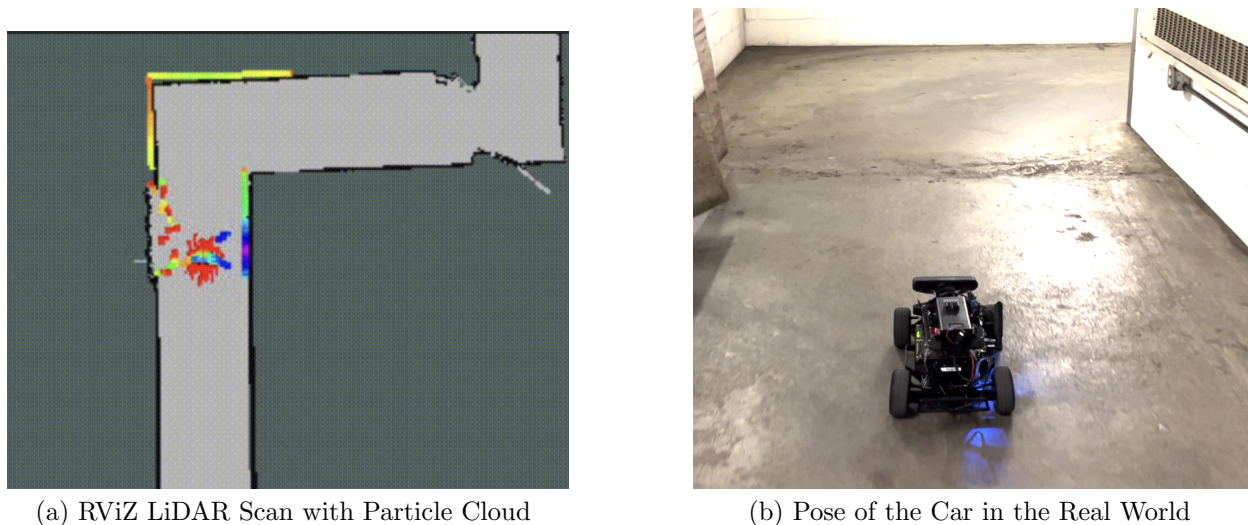 (a) RViZ LiDAR Scan with Particle Cloud
(b) Pose of the Car in the Real World